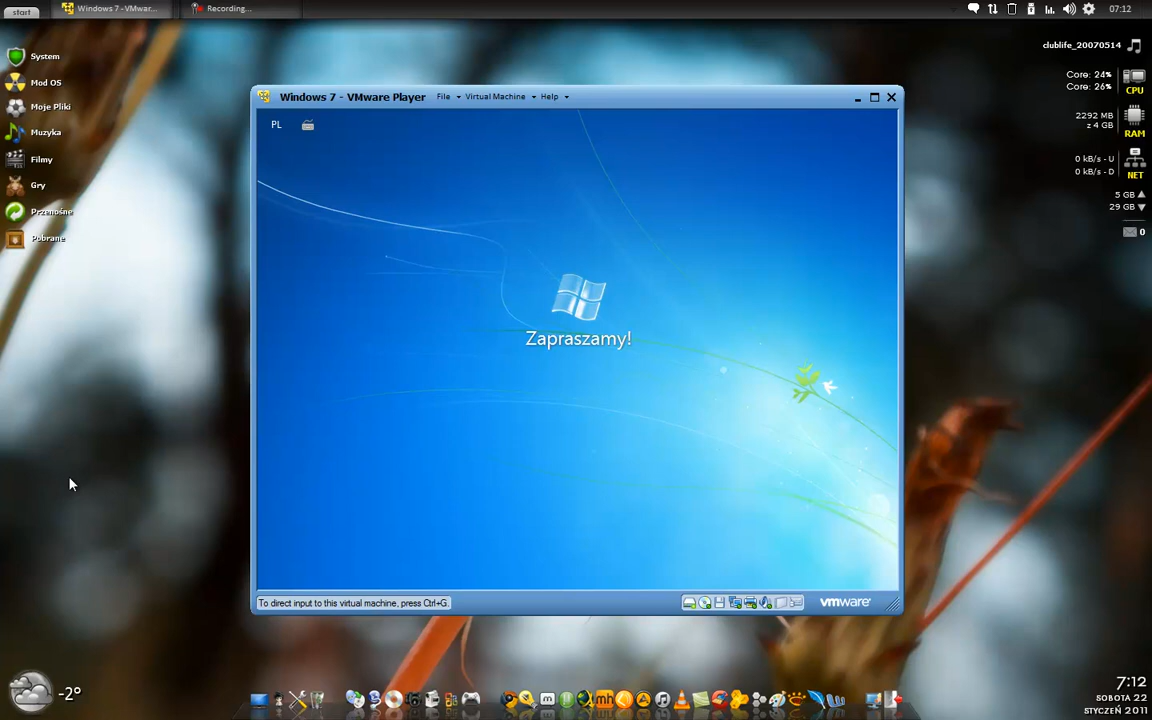 start
Windows 7 - VMwar...
Recording...
07:12
System
Mod OS
Moje Pliki
Muzyka
Filmy
Gry
Przenośne
Pobrane
clublife_20070514
Core: 24%
Core: 26%
CPU
2292 MB
z 4 GB
RAM
0 kB/s - U
0 kB/s - D
NET
5 GB
29 GB
0
Windows 7 - VMware Player File Virtual Machine Help
PL
Zapraszamy!
To direct input to this virtual machine, press Ctrl+G.
vmware
-2°
mh
7:12
SOBOTA 22
STYCZEŃ 2011